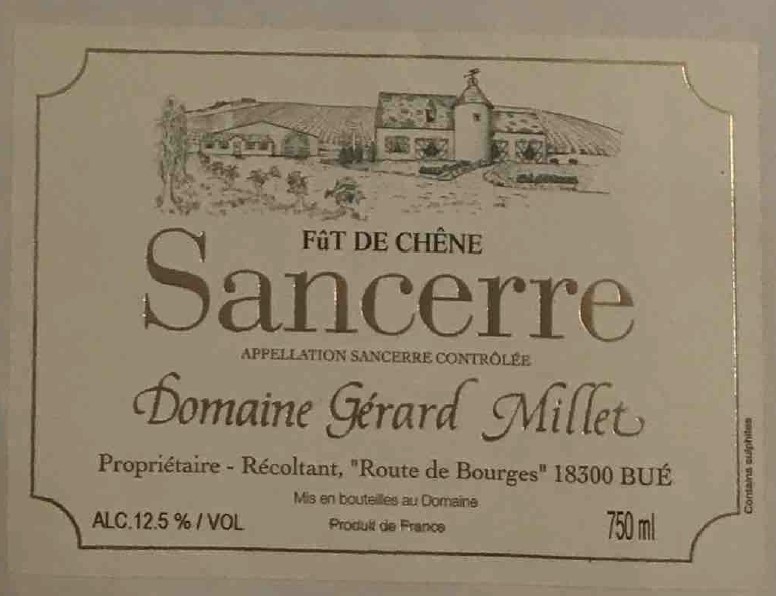 FûT DE CHÊNE
Sancerre
APPELLATION SANCERRE CONTRÔLÉE
Domaine Gérard Millet
Propriétaire - Récoltant, "Route de Bourges" 18300 BUÉ
Mis en bouteilles au Domaine
ALC.12.5 % / VOL
Produit de France
750 ml
Contains sulphites